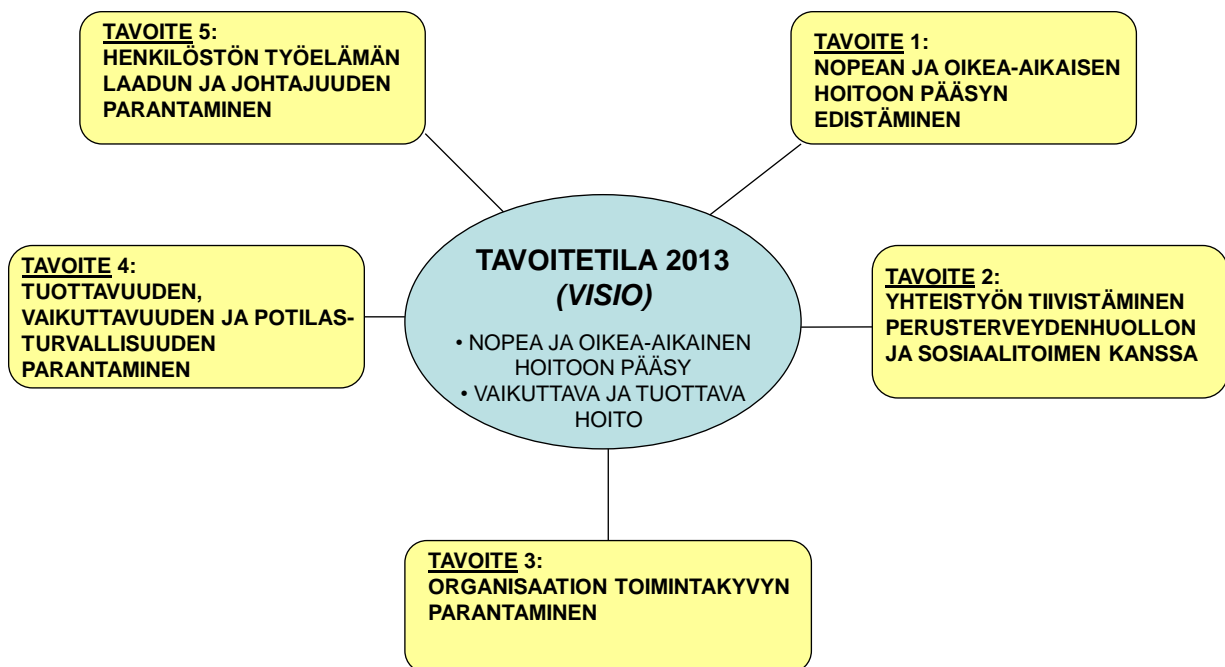 TAVOITE 5:
HENKILÖSTÖN TYÖELÄMÄN
LAADUN JA JOHTAJUUDEN
PARANTAMINEN
TAVOITE 1:
NOPEAN JA OIKEA-AIKAISEN
HOITOON PÄÄSYN
EDISTÄMINEN
TAVOITE 4:
TUOTTAVUUDEN,
VAIKUTTAVUUDEN JA POTILAS-
TURVALLISUUDEN
PARANTAMINEN
TAVOITETILA 2013
(VISIO)
• NOPEA JA OIKEA-AIKAINEN
HOITOON PÄÄSY
• VAIKUTTAVA JA TUOTTAVA
HOITO
TAVOITE 2:
YHTEISTYÖN TIIVISTÄMINEN
PERUSTERVEYDENHUOLLON
JA SOSIAALITOIMEN KANSSA
TAVOITE 3:
ORGANISAATION TOIMINTAKYVYN
PARANTAMINEN